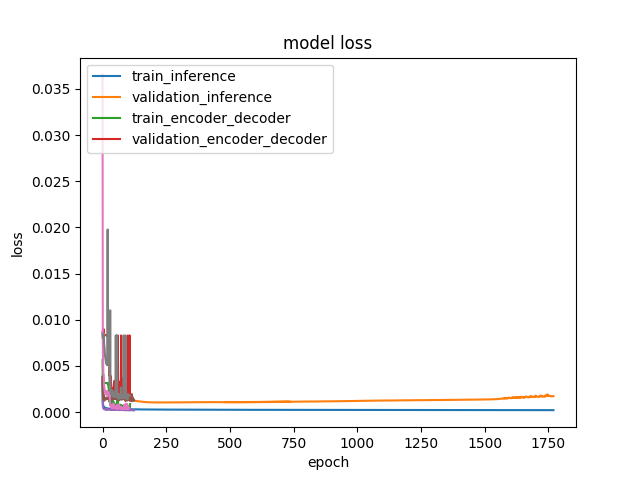 model loss
train_inference
validation_inference
train_encoder_decoder
validation_encoder_decoder
0.035
0.030
0.025
0.020
0.015
0.010
0.005
0.000
loss
0 250 500 750 1000 1250 1500 1750
epoch